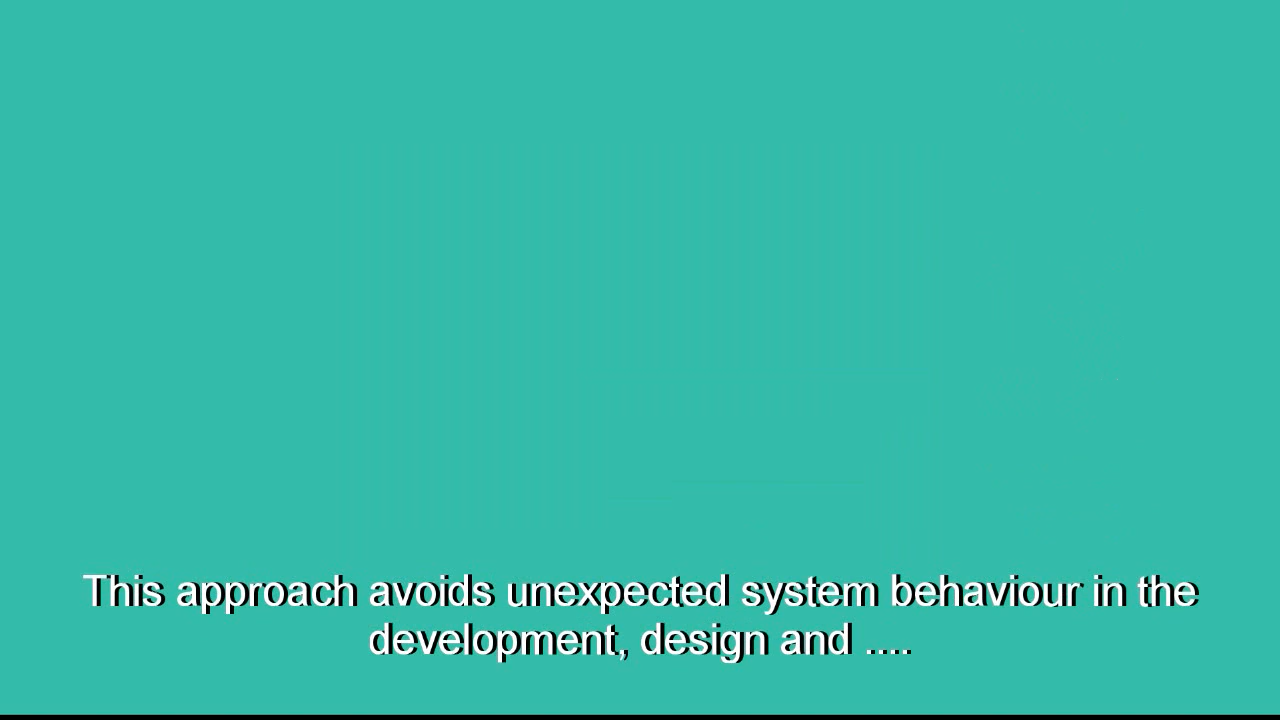 This approach avoids unexpected system behaviour in the
development, design and ....